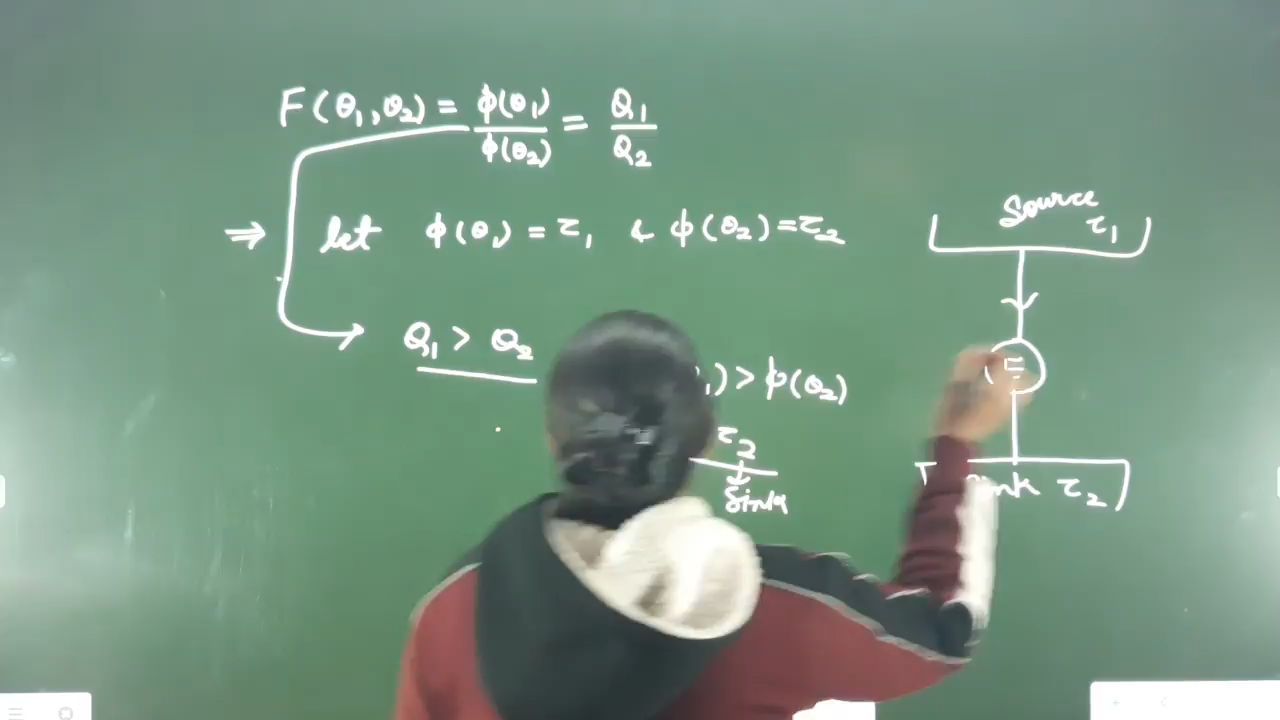 F(θ₁,θ₂) = ϕ(θ₁)/ϕ(θ₂) = Q₁/Q₂
⇒ let ϕ(θ₁) = τ₁ & ϕ(θ₂) = τ₂
Q₁ > Q₂
₁) > ϕ(θ₂)
τ₂
↓
Sink
Source
τ₁
E
τ₂